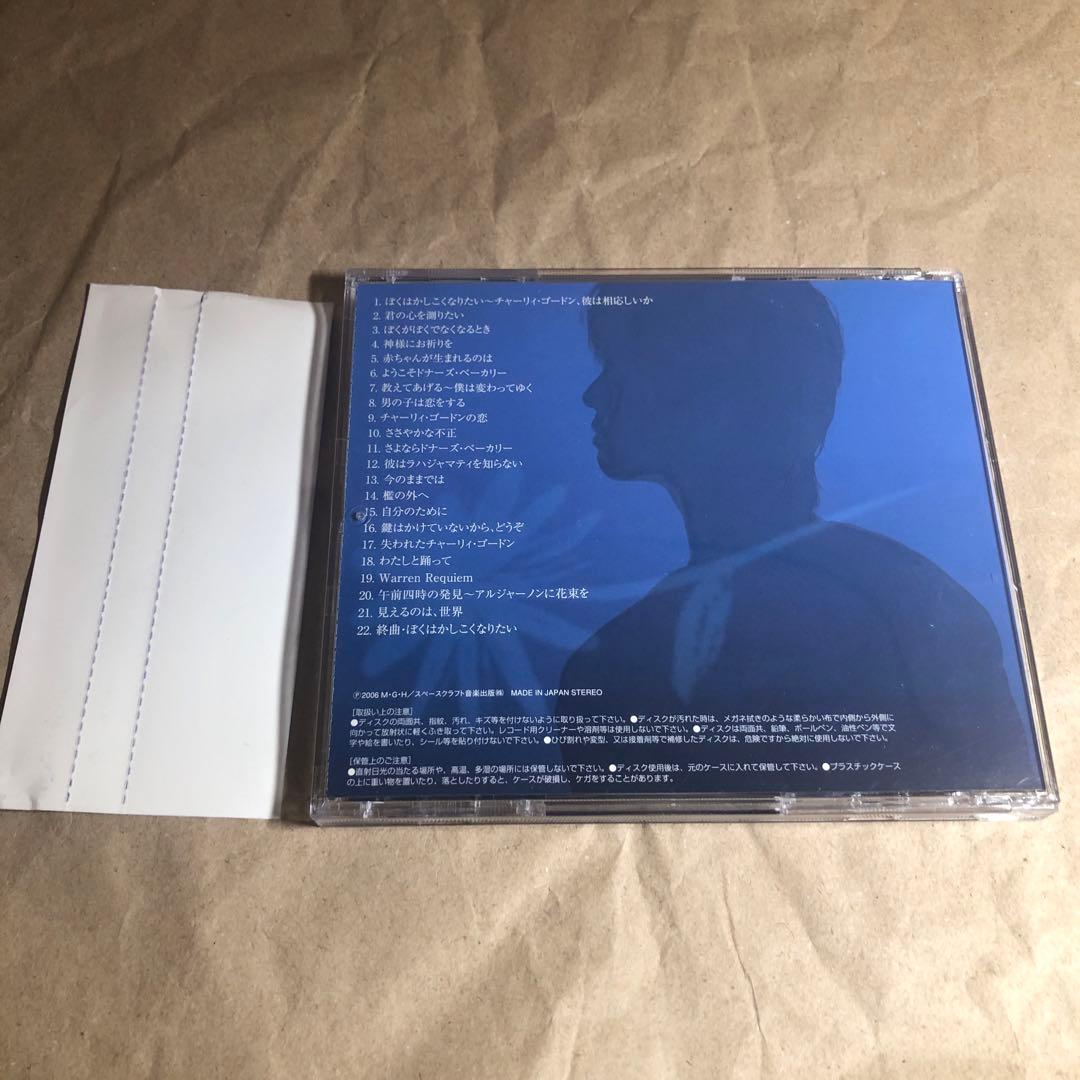 1. ぼくはかしこくなりたい〜チャーリィ・ゴードン、彼は相応しいか
2. 君の心を測りたい
3. ぼくがぼくでなくなるとき
4. 神様にお祈りを
5. 赤ちゃんが生まれるのは
6. ようこそドナーズ・ベーカリー
7. 教えてあげる〜僕は変わってゆく
8. 男の子は恋をする
9. チャーリィ・ゴードンの恋
10. ささやかな不正
11. さよならドナーズ・ベーカリー
12. 彼はラハジャマティを知らない
13. 今のままでは
14. 檻の外へ
15. 自分のために
16. 鍵はかけていないから、どうぞ
17. 失われたチャーリィ・ゴードン
18. わたしと踊って
19. Warren Requiem
20. 午前四時の発見〜アルジャーノンに花束を
21. 見えるのは、世界
22. 終曲・ぼくはかしこくなりたい
Ⓟ2006 M・G・H／スペースクラフト音楽出版㈱ MADE IN JAPAN STEREO
［取扱い上の注意］
●ディスクの両面共、指紋、汚れ、キズ等を付けないように取り扱って下さい。●ディスクが汚れた時は、メガネ拭きのような柔らかい布で内側から外側に
向かって放射状に軽くふき取って下さい。レコード用クリーナーや溶剤等は使用しないで下さい。●ディスクは両面共、鉛筆、ボールペン、油性ペン等で文
字や絵を書いたり、シール等を貼り付けないで下さい。●ひび割れや変型、又は接着剤等で補修したディスクは、危険ですから絶対に使用しないで下さい。
［保管上のご注意］
●直射日光の当たる場所や、高温、多湿の場所には保管しないで下さい。●ディスク使用後は、元のケースに入れて保管して下さい。●プラスチックケース
の上に重い物を置いたり、落としたりすると、ケースが破損し、ケガをすることがあります。